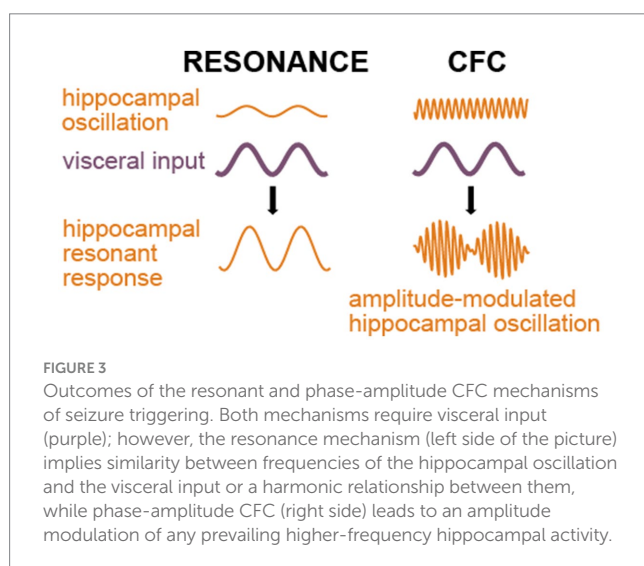 RESONANCE CFC
hippocampal
oscillation
visceral input
hippocampal
resonant
response
amplitude-modulated
hippocampal oscillation
FIGURE 3
Outcomes of the resonant and phase-amplitude CFC mechanisms
of seizure triggering. Both mechanisms require visceral input
(purple); however, the resonance mechanism (left side of the picture)
implies similarity between frequencies of the hippocampal oscillation
and the visceral input or a harmonic relationship between them,
while phase-amplitude CFC (right side) leads to an amplitude
modulation of any prevailing higher-frequency hippocampal activity.